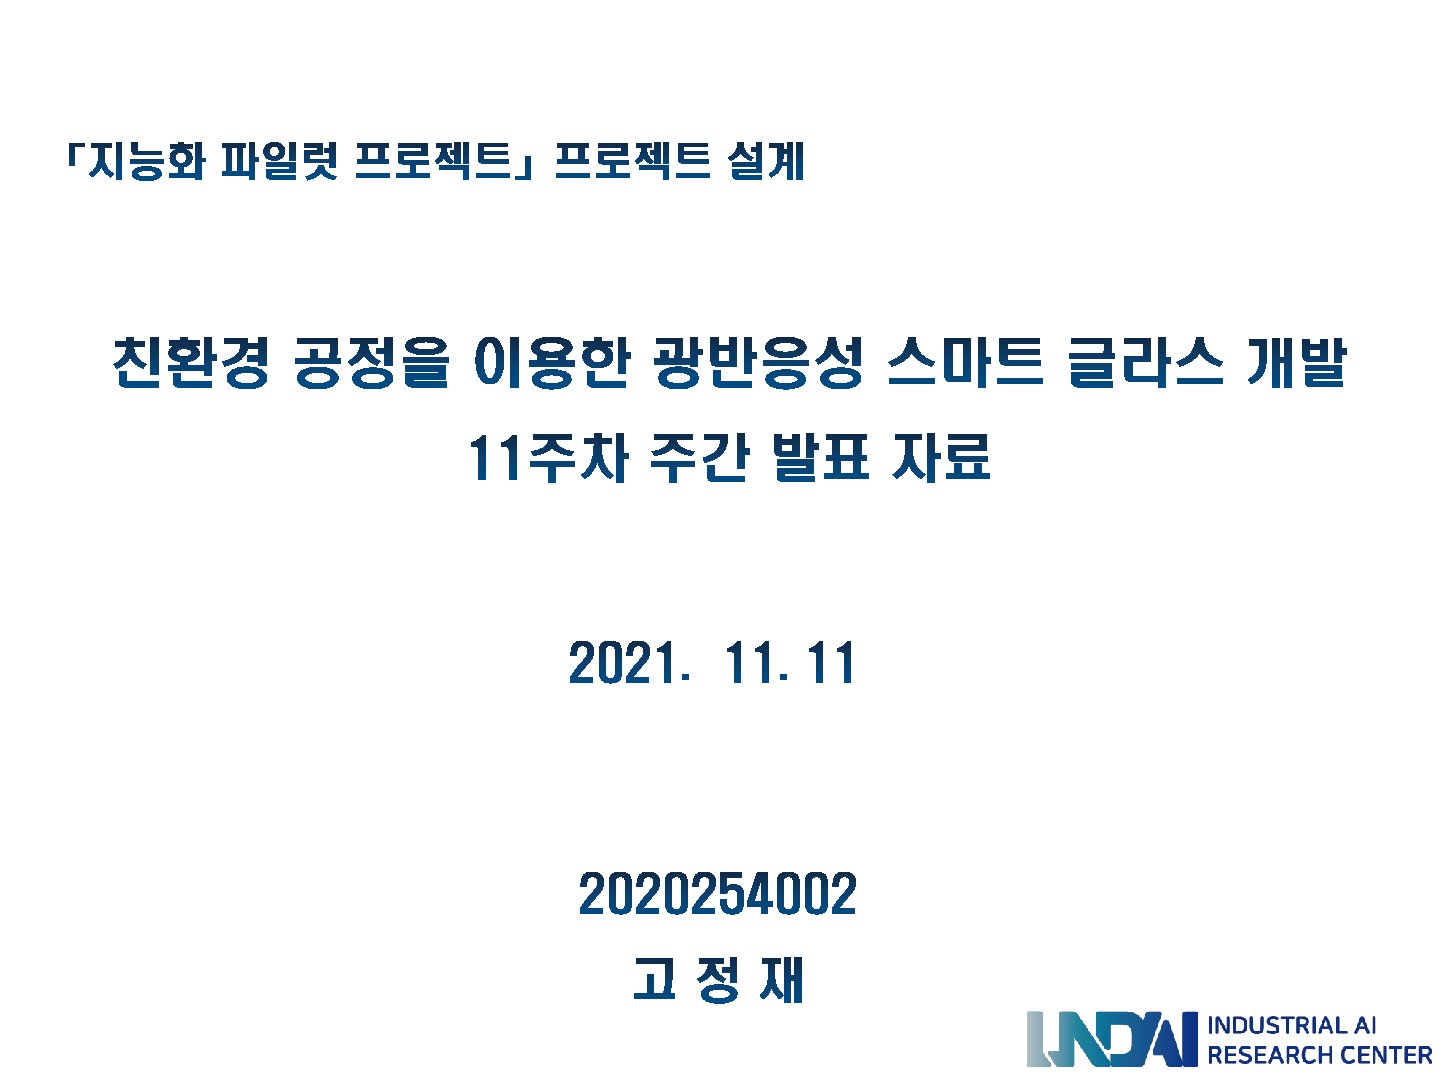 「지능화 파일럿 프로젝트」 프로젝트 설계
친환경 공정을 이용한 광반응성 스마트 글라스 개발
11주차 주간 발표 자료
2021. 11. 11
2020254002
고 정 재
INDAI INDUSTRIAL AI
RESEARCH CENTER